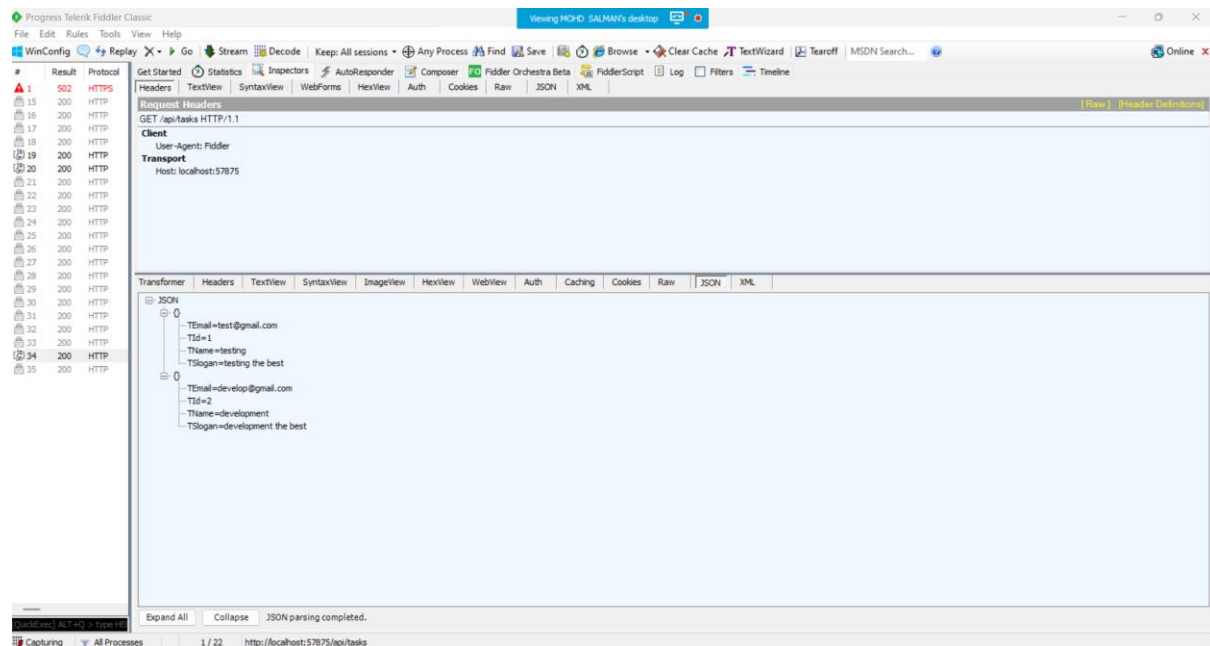 Progress Telerik Fiddler Classic
Viewing MOHD SALMAN's desktop
File Edit Rules Tools View Help
WinConfig Replay Go Stream Decode Keep: All sessions Any Process Find Save Browse Clear Cache TextWizard Tearoff MSDN Search... Online
# Result Protocol
1 502 HTTPS
15 200 HTTP
16 200 HTTP
17 200 HTTP
18 200 HTTP
19 200 HTTP
20 200 HTTP
21 200 HTTP
22 200 HTTP
23 200 HTTP
24 200 HTTP
25 200 HTTP
26 200 HTTP
27 200 HTTP
28 200 HTTP
29 200 HTTP
30 200 HTTP
31 200 HTTP
32 200 HTTP
33 200 HTTP
34 200 HTTP
35 200 HTTP
Get Started Statistics Inspectors AutoResponder Composer FO Fiddler Orchestra Beta FiddlerScript Log Filters Timeline
Headers TextView SyntaxView WebForms HexView Auth Cookies Raw JSON XML
Request Headers [Raw] [Header Definitions]
GET /api/tasks HTTP/1.1
Client
User-Agent: Fiddler
Transport
Host: localhost:57875
Transformer Headers TextView SyntaxView ImageView HexView WebView Auth Caching Cookies Raw JSON XML
JSON
{}
TEmail=test@gmail.com
TId=1
TName=testing
TSlogan=testing the best
{}
TEmail=develop@gmail.com
TId=2
TName=development
TSlogan=development the best
Expand All Collapse JSON parsing completed.
QuickExec] ALT+Q > type HE
Capturing All Processes 1 / 22 http://localhost:57875/api/tasks